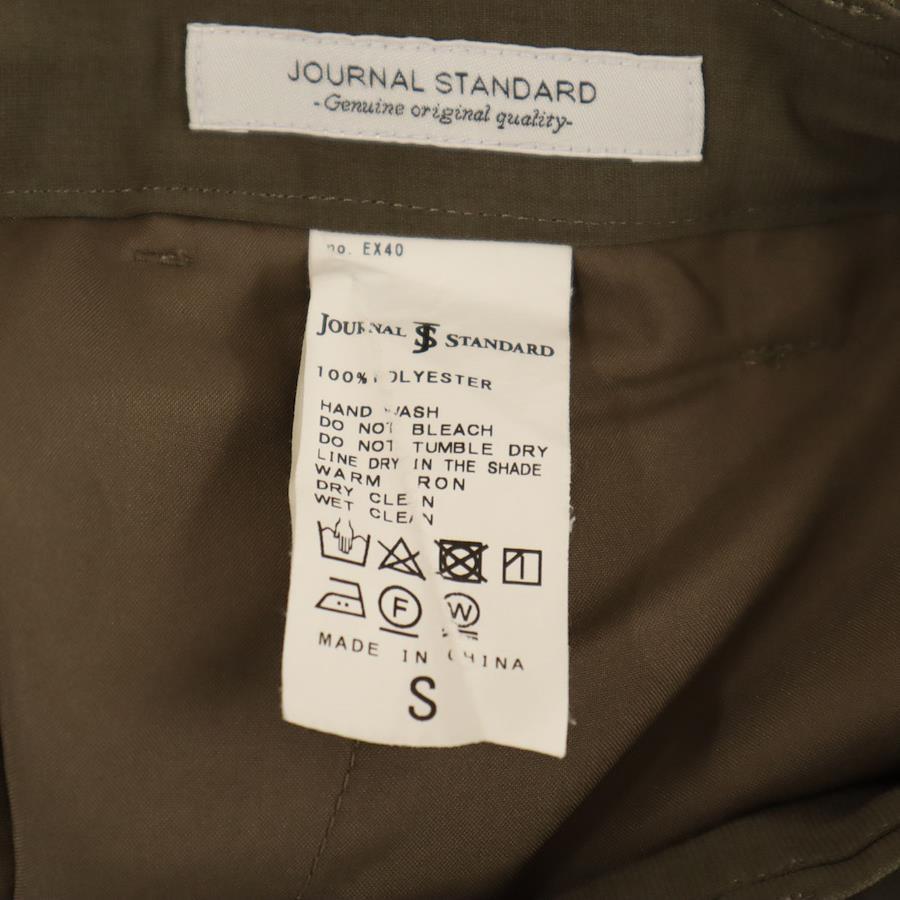 JOURNAL STANDARD
-Genuine original quality-
no. EX40
JOURNAL JS STANDARD
100% POLYESTER
HAND WASH
DO NOT BLEACH
DO NOT TUMBLE DRY
LINE DRY IN THE SHADE
WARM IRON
DRY CLEAN
WET CLEAN
F W
MADE IN CHINA
S